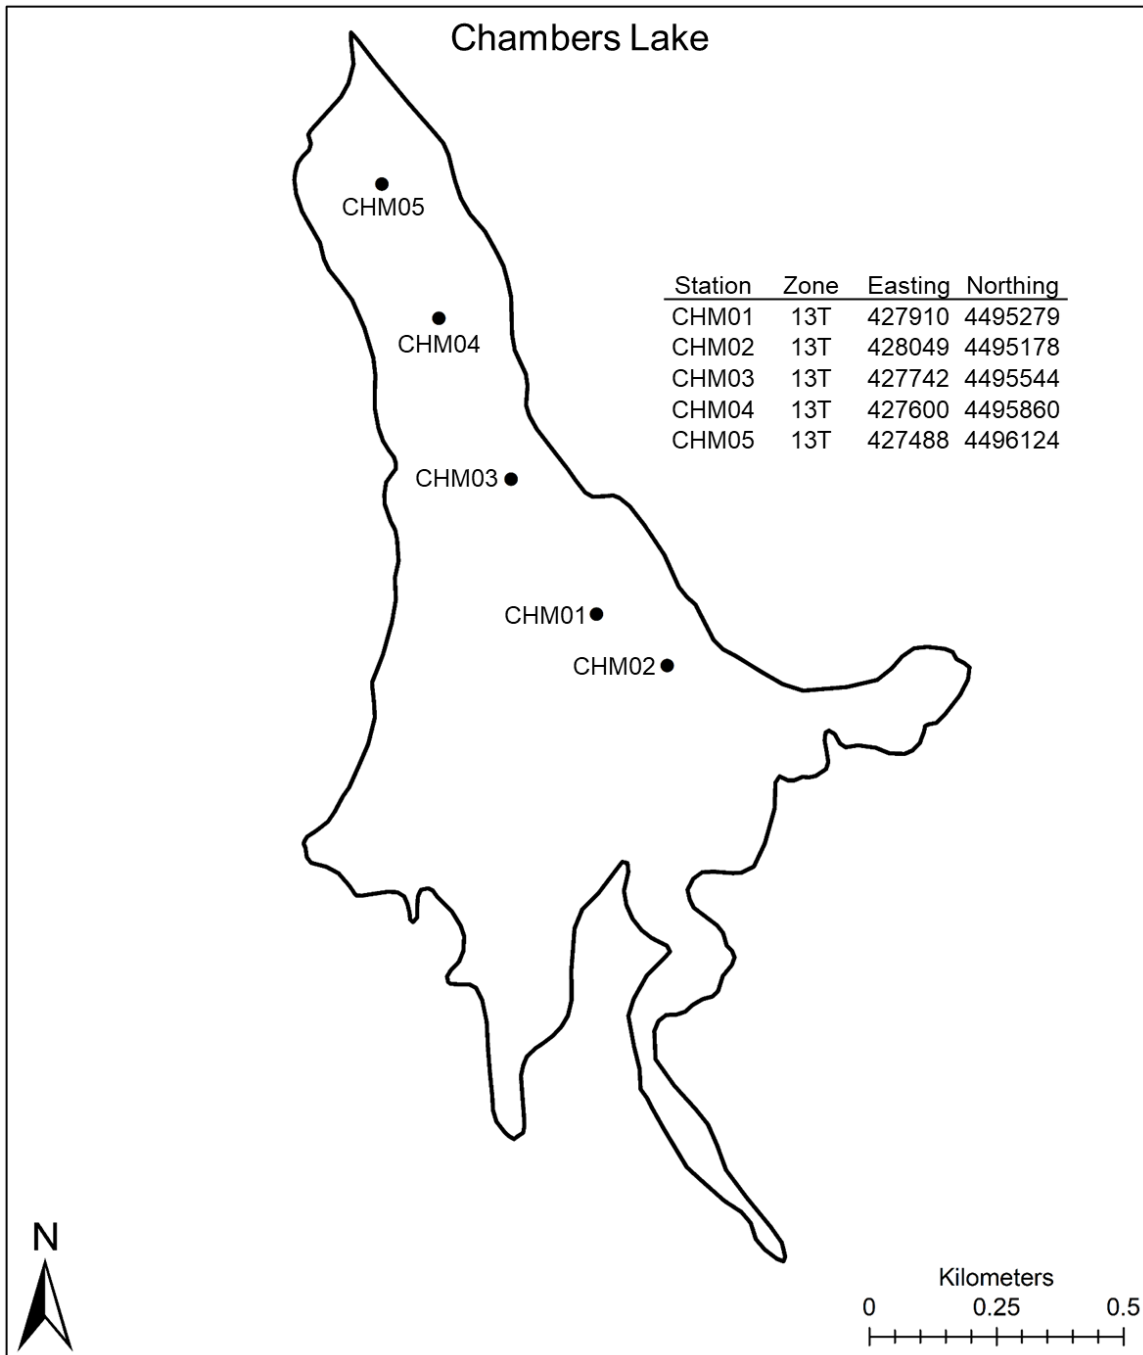 Chambers Lake
CHM05
Station Zone Easting Northing
CHM01 13T 427910 4495279
CHM02 13T 428049 4495178
CHM03 13T 427742 4495544
CHM04 13T 427600 4495860
CHM05 13T 427488 4496124
CHM04
CHM03
CHM01
CHM02
N
Kilometers
0 0.25 0.5